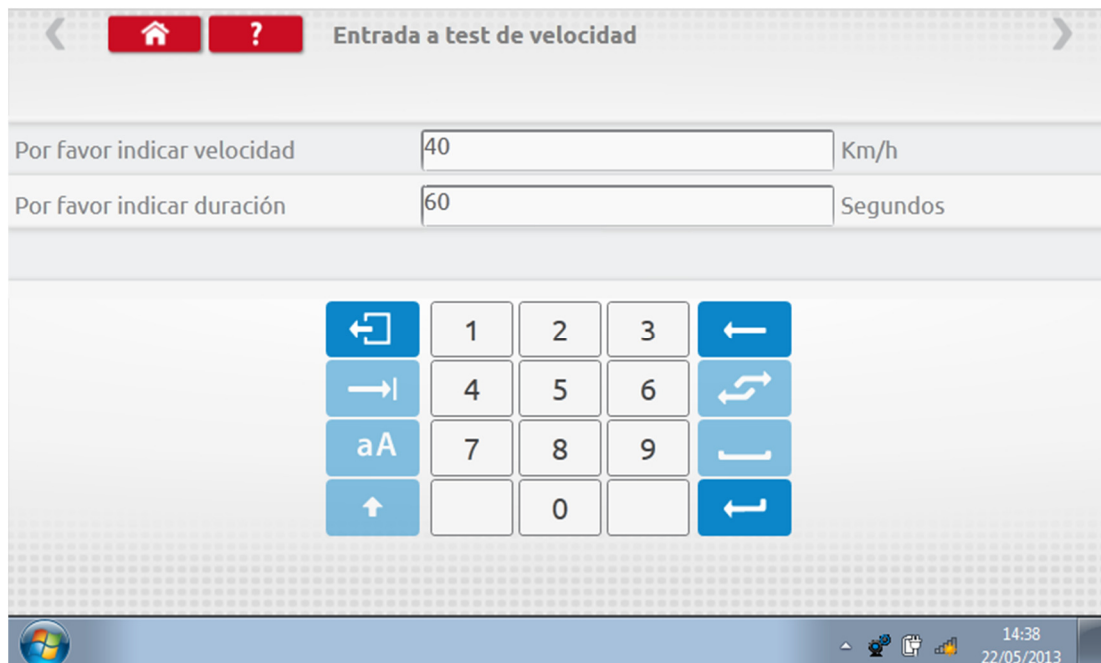 ? Entrada a test de velocidad
Por favor indicar velocidad 40 Km/h
Por favor indicar duración 60 Segundos
1 2 3
4 5 6
aA 7 8 9
0
14:38
22/05/2013